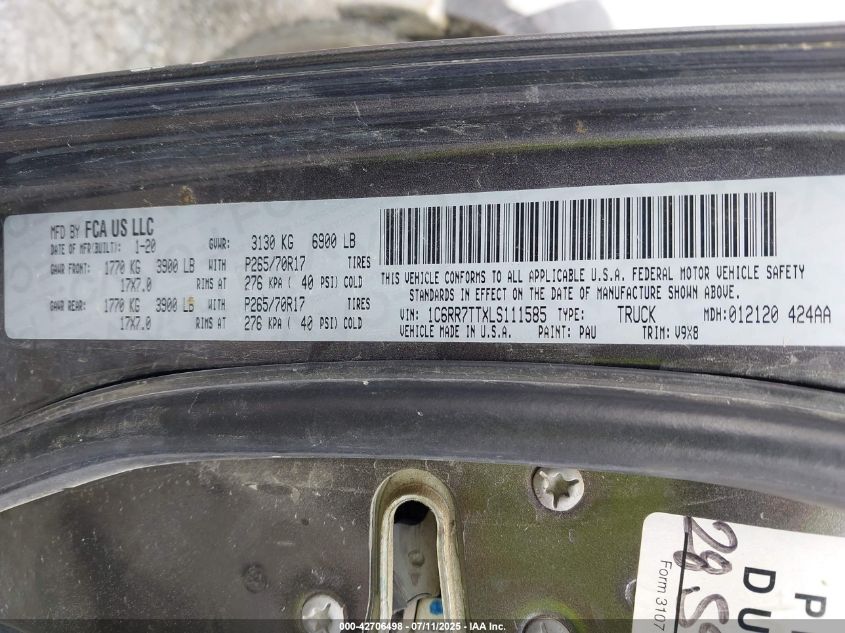 MFD BY FCA US LLC
DATE OF MFR(BUILT): 1-20 GVWR: 3130 KG 6900 LB
GAWR FRONT: 1770 KG 3900 LB WITH P265/70R17 TIRES
17X7.0 RIMS AT 276 KPA ( 40 PSI) COLD
GAWR REAR: 1770 KG 3900 LB WITH P265/70R17 TIRES
17X7.0 RIMS AT 276 KPA ( 40 PSI) COLD
THIS VEHICLE CONFORMS TO ALL APPLICABLE U.S.A. FEDERAL MOTOR VEHICLE SAFETY
STANDARDS IN EFFECT ON THE DATE OF MANUFACTURE SHOWN ABOVE.
VIN: 1C6RR7TTXLS111585 TYPE: TRUCK MDH: 012120 424AA
VEHICLE MADE IN U.S.A. PAINT: PAU TRIM: V9X8
Form 3107
000-42706498 - 07/11/2025 - © IAA Inc.